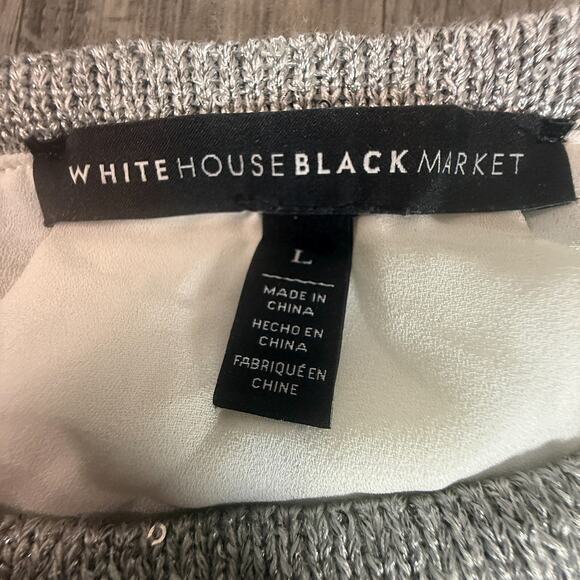 WHITE HOUSE BLACK MARKET
L
MADE IN
CHINA
HECHO EN
CHINA
FABRIQUÉ EN
CHINE